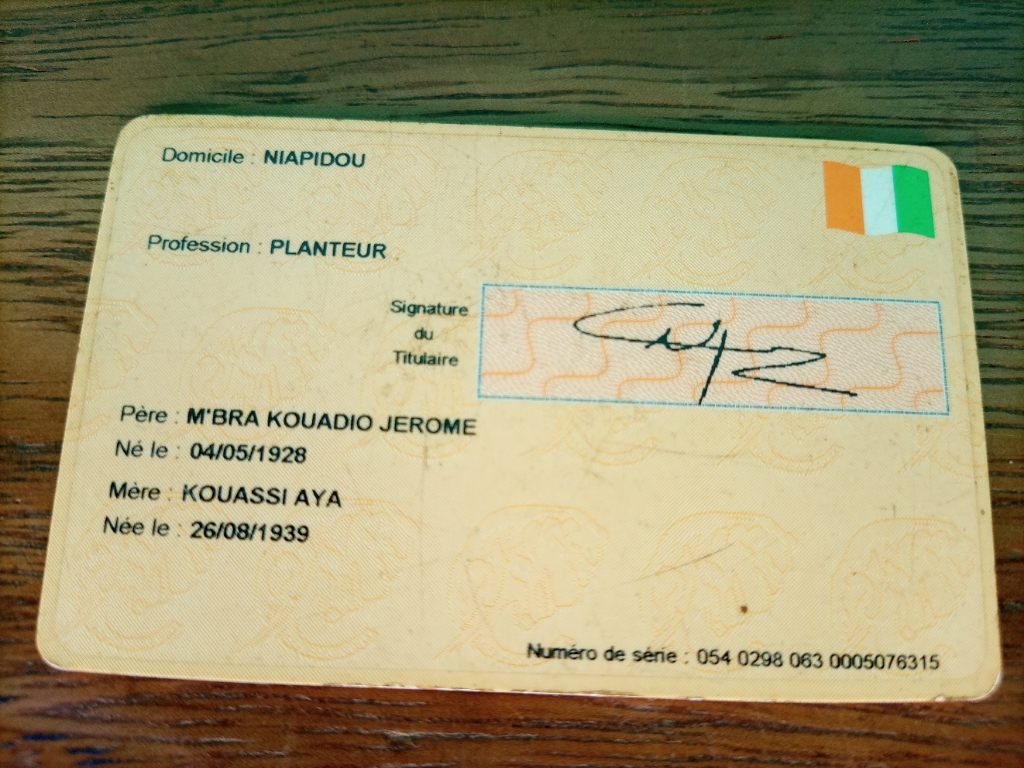 Domicile : NIAPIDOU
Profession : PLANTEUR
Signature
du
Titulaire
Père : M'BRA KOUADIO JEROME
Né le : 04/05/1928
Mère : KOUASSI AYA
Née le : 26/08/1939
Numéro de série : 054 0298 063 0005076315